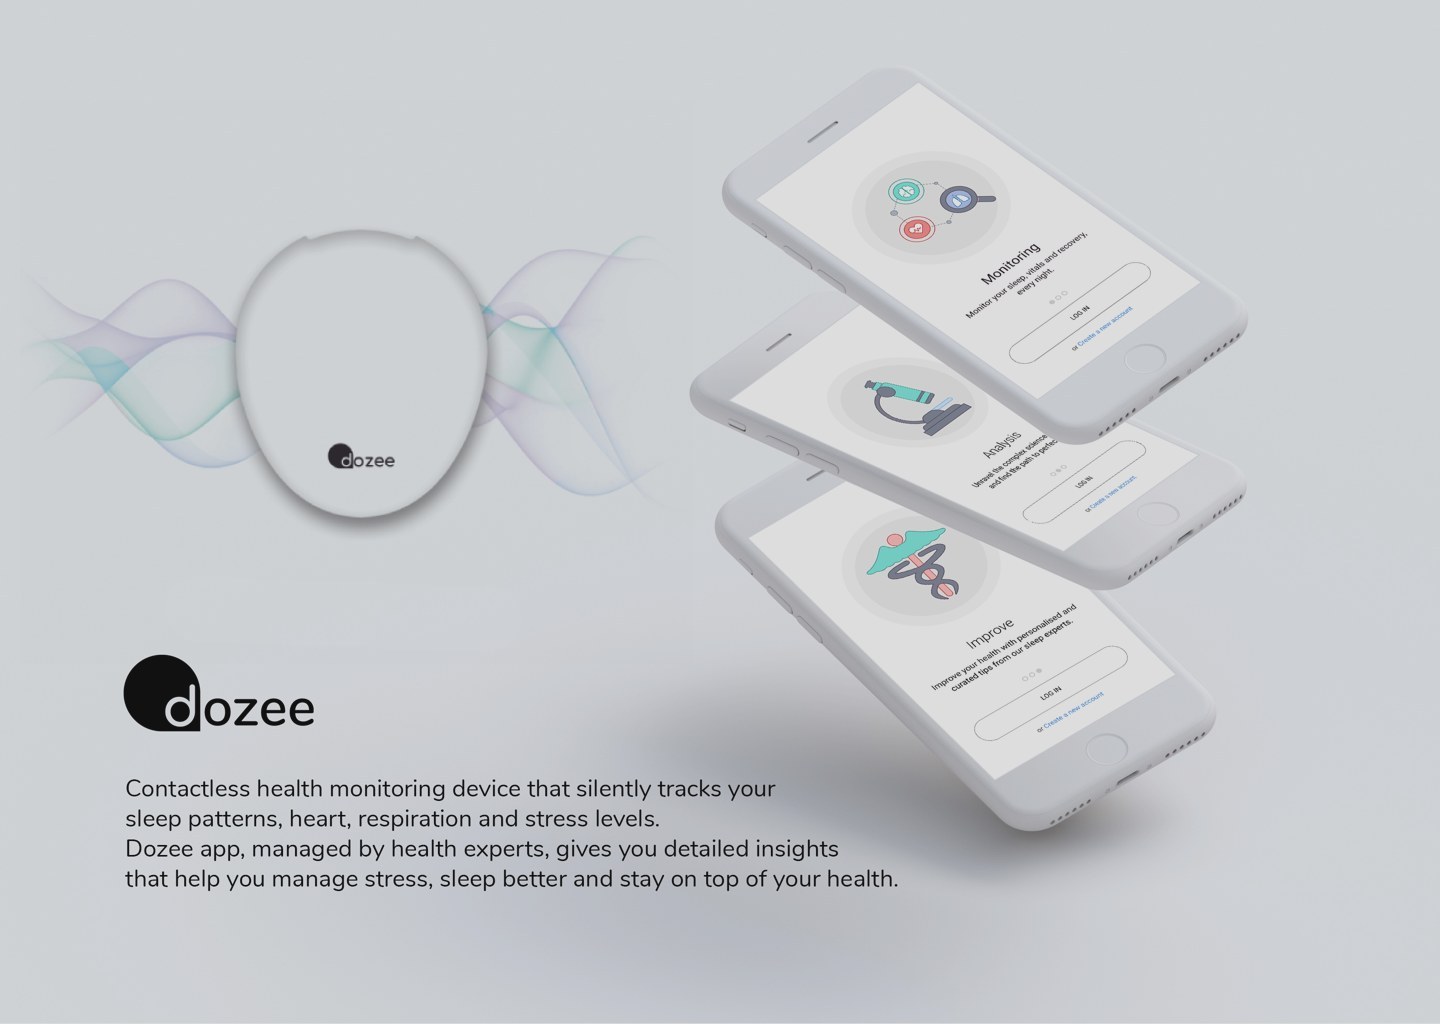 dozee
Monitoring
Monitor your sleep, vitals and recovery,
every night.
LOG IN
or Create a new account
Analysis
Unravel the complex science
and find the path to perfect
LOG IN
or Create a new account
Improve
Improve your health with personalised and
curated tips from our sleep experts.
LOG IN
or Create a new account
dozee
Contactless health monitoring device that silently tracks your
sleep patterns, heart, respiration and stress levels.
Dozee app, managed by health experts, gives you detailed insights
that help you manage stress, sleep better and stay on top of your health.